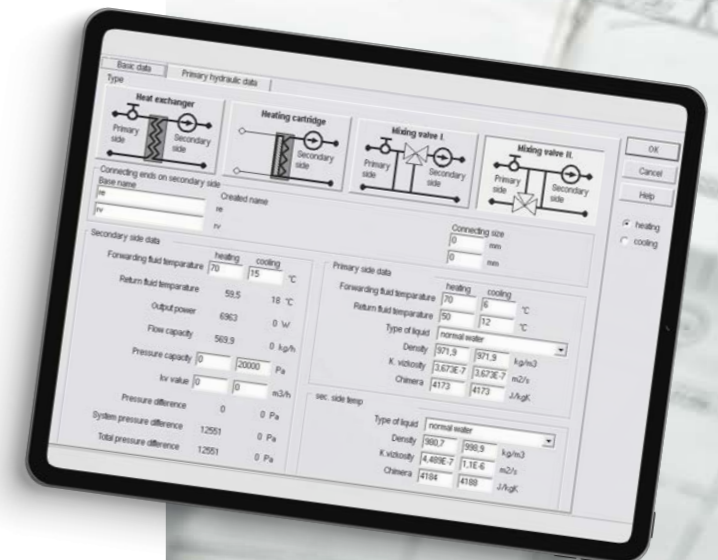 Basic data Primary hydraulic data
Type
Heat exchanger
Primary side
Secondary side
Heating cartridge
Secondary side
Mixing valve I.
Primary side
Secondary side
Mixing valve II.
Primary side
Secondary side
OK
Cancel
Help
heating
cooling
Connecting ends on secondary side
Base name Created name
re re
rv rv
Connecting size
0 mm
0 mm
Secondary side data
heating cooling
Forwarding fluid temparature 70 15 °C
Return fluid temparature 59,5 18 °C
Output power 6963 0 W
Flow capacity 569,9 0 kg/h
Pressure capacity 0 20000 Pa
kv value 0 0 m3/h
Pressure difference 0 0 Pa
System pressure difference 12551 0 Pa
Total pressure difference 12551 0 Pa
Primary side data
heating cooling
Forwarding fluid temparature 70 6 °C
Return fluid temparature 50 12 °C
Type of liquid normal water
Density 971,9 971,9 kg/m3
K. vizkosity 3,673E-7 3,673E-7 m2/s
Chimera 4173 4173 J/kgK
sec. side temp
Type of liquid normal water
Density 980,7 998,9 kg/m3
K.vizkosity 4,489E-7 1,1E-6 m2/s
Chimera 4184 4188 J/kgK